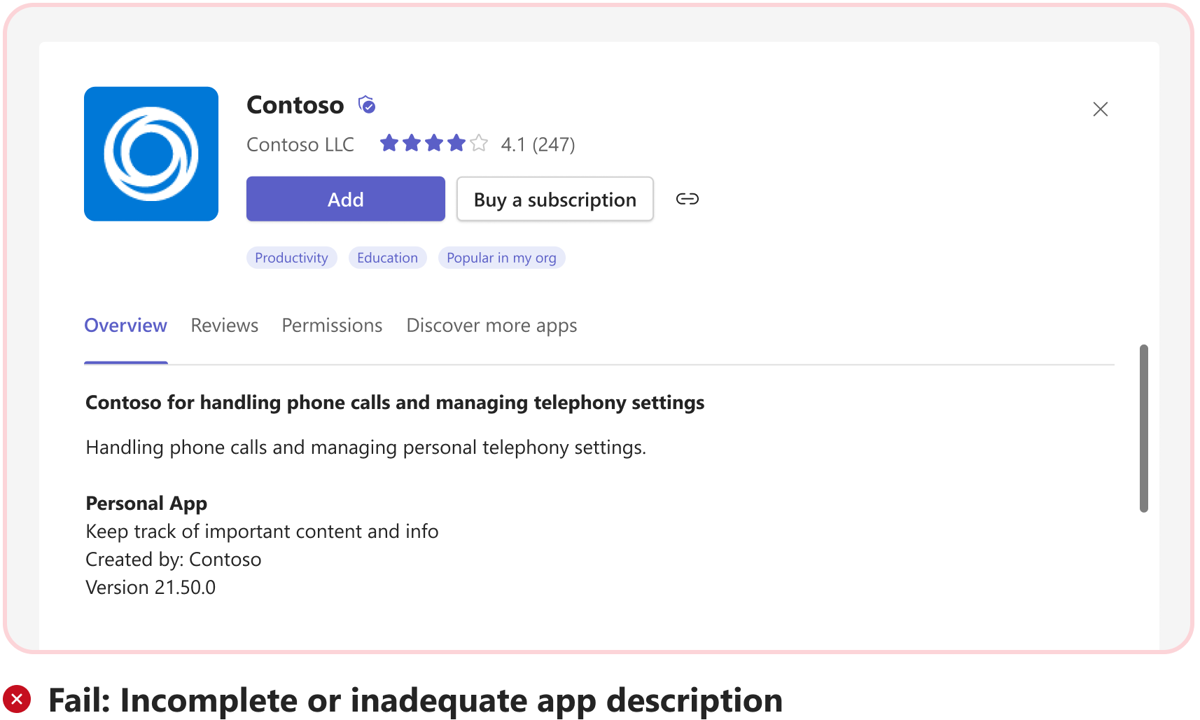 Contoso
Contoso LLC 4.1 (247)
Add Buy a subscription
Productivity Education Popular in my org
Overview Reviews Permissions Discover more apps
Contoso for handling phone calls and managing telephony settings
Handling phone calls and managing personal telephony settings.
Personal App
Keep track of important content and info
Created by: Contoso
Version 21.50.0
Fail: Incomplete or inadequate app description